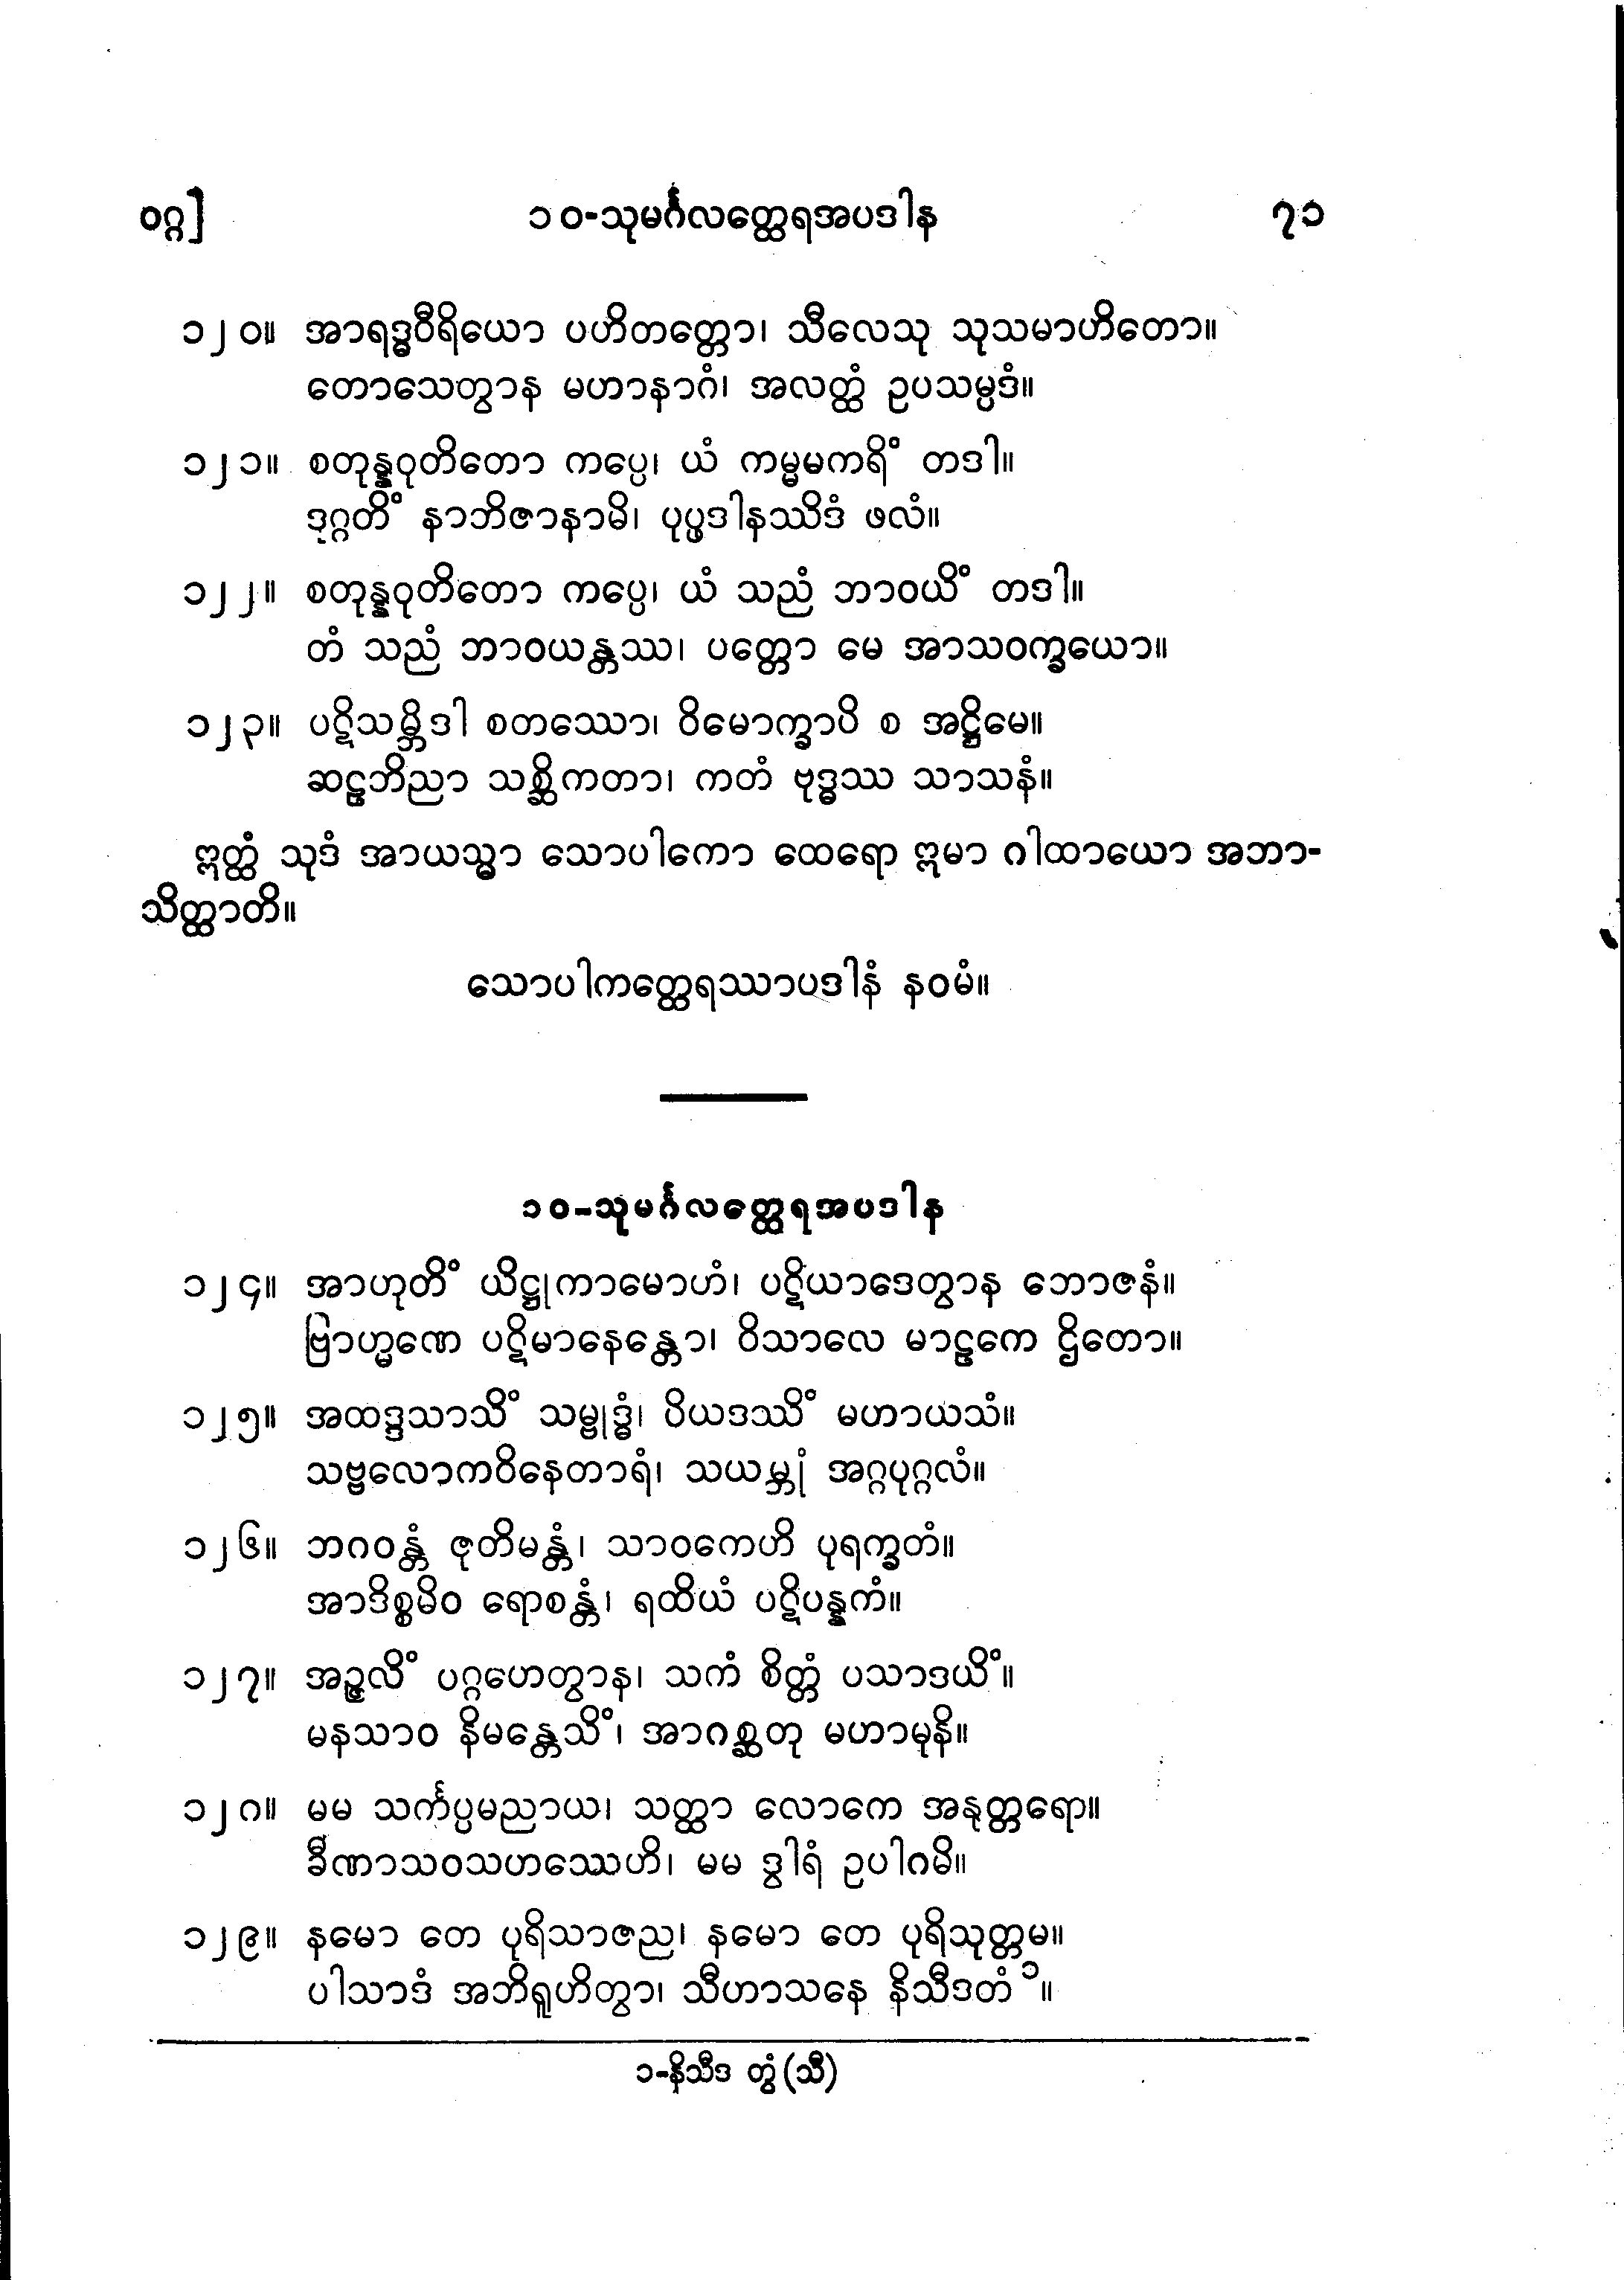 ဝဂ္ဂ] ၁၀-သုမင်္ဂလတ္ထေရအပဒါန ၇၁
၁၂၀။ အာရဒ္ဓဝီရိယော ပဟိတတ္တော၊ သီလေသု သုသမာဟိတော။
တောသေတွာန မဟာနာဂံ၊ အလတ္ထံ ဥပသမ္ပဒံ။
၁၂၁။ စတုန္နဝုတိတော ကပ္ပေ၊ ယံ ကမ္မမကရိံ တဒါ။
ဒုဂ္ဂတိံ နာဘိဇာနာမိ၊ ပုပ္ဖဒါနဿိဒံ ဖလံ။
၁၂၂။ စတုန္နဝုတိတော ကပ္ပေ၊ ယံ သညံ ဘာဝယိံ တဒါ။
တံ သညံ ဘာဝယန္တဿ၊ ပတ္တော မေ အာသဝက္ခယော။
၁၂၃။ ပဋိသမ္ဘိဒါ စတဿော၊ ဝိမောက္ခာပိ စ အဋ္ဌိမေ။
ဆဠဘိညာ သစ္ဆိကတာ၊ ကတံ ဗုဒ္ဓဿ သာသနံ။
ဣတ္ထံ သုဒံ အာယသ္မာ သောပါကော ထေရော ဣမာ ဂါထာယော အဘာ-
သိတ္ထာတိ။
သောပါကတ္ထေရဿာပဒါနံ နဝမံ။
၁၀-သုမင်္ဂလတ္ထေရအပဒါန
၁၂၄။ အာဟုတိံ ယိဋ္ဌုကာမောဟံ၊ ပဋိယာဒေတွာန ဘောဇနံ။
ဗြာဟ္မဏေ ပဋိမာနေန္တော၊ ဝိသာလေ မာဠကေ ဌိတော။
၁၂၅။ အထဒ္ဒသာသိံ သမ္ဗုဒ္ဓံ၊ ပိယဒဿိံ မဟာယသံ။
သဗ္ဗလောကဝိနေတာရံ၊ သယမ္ဘုံ အဂ္ဂပုဂ္ဂလံ။
၁၂၆။ ဘဂဝန္တံ ဇုတိမန္တံ၊ သာဝကေဟိ ပုရက္ခတံ။
အာဒိစ္စမိဝ ရောစန္တံ၊ ရထိယံ ပဋိပန္နကံ။
၁၂၇။ အဉ္ဇလိံ ပဂ္ဂဟေတွာန၊ သကံ စိတ္တံ ပသာဒယိံ။
မနသာဝ နိမန္တေသိံ၊ အာဂစ္ဆတု မဟာမုနိ။
၁၂၈။ မမ သင်္ကပ္ပမညာယ၊ သတ္ထာ လောကေ အနုတ္တရော။
ခီဏာသဝသဟဿေဟိ၊ မမ ဒွါရံ ဥပါဂမိ။
၁၂၉။ နမော တေ ပုရိသာဇည၊ နမော တေ ပုရိသုတ္တမ။
ပါသာဒံ အဘိရူဟိတွာ၊ သီဟာသနေ နိသီဒတံ ၁။
၁-နိသီဒ တွံ (သီ)